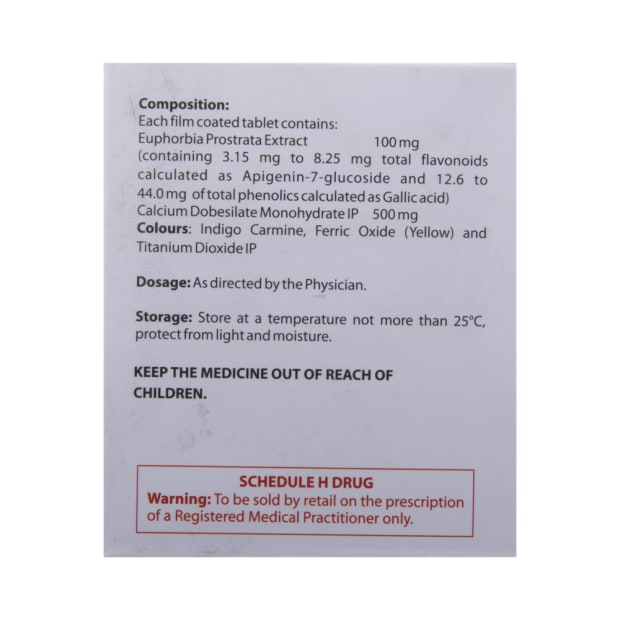 Composition:
Each film coated tablet contains:
Euphorbia Prostrata Extract 100 mg
(containing 3.15 mg to 8.25 mg total flavonoids
calculated as Apigenin-7-glucoside and 12.6 to
44.0 mg of total phenolics calculated as Gallic acid)
Calcium Dobesilate Monohydrate IP 500 mg
Colours: Indigo Carmine, Ferric Oxide (Yellow) and
Titanium Dioxide IP
Dosage: As directed by the Physician.
Storage: Store at a temperature not more than 25°C,
protect from light and moisture.
KEEP THE MEDICINE OUT OF REACH OF
CHILDREN.
SCHEDULE H DRUG
Warning: To be sold by retail on the prescription
of a Registered Medical Practitioner only.